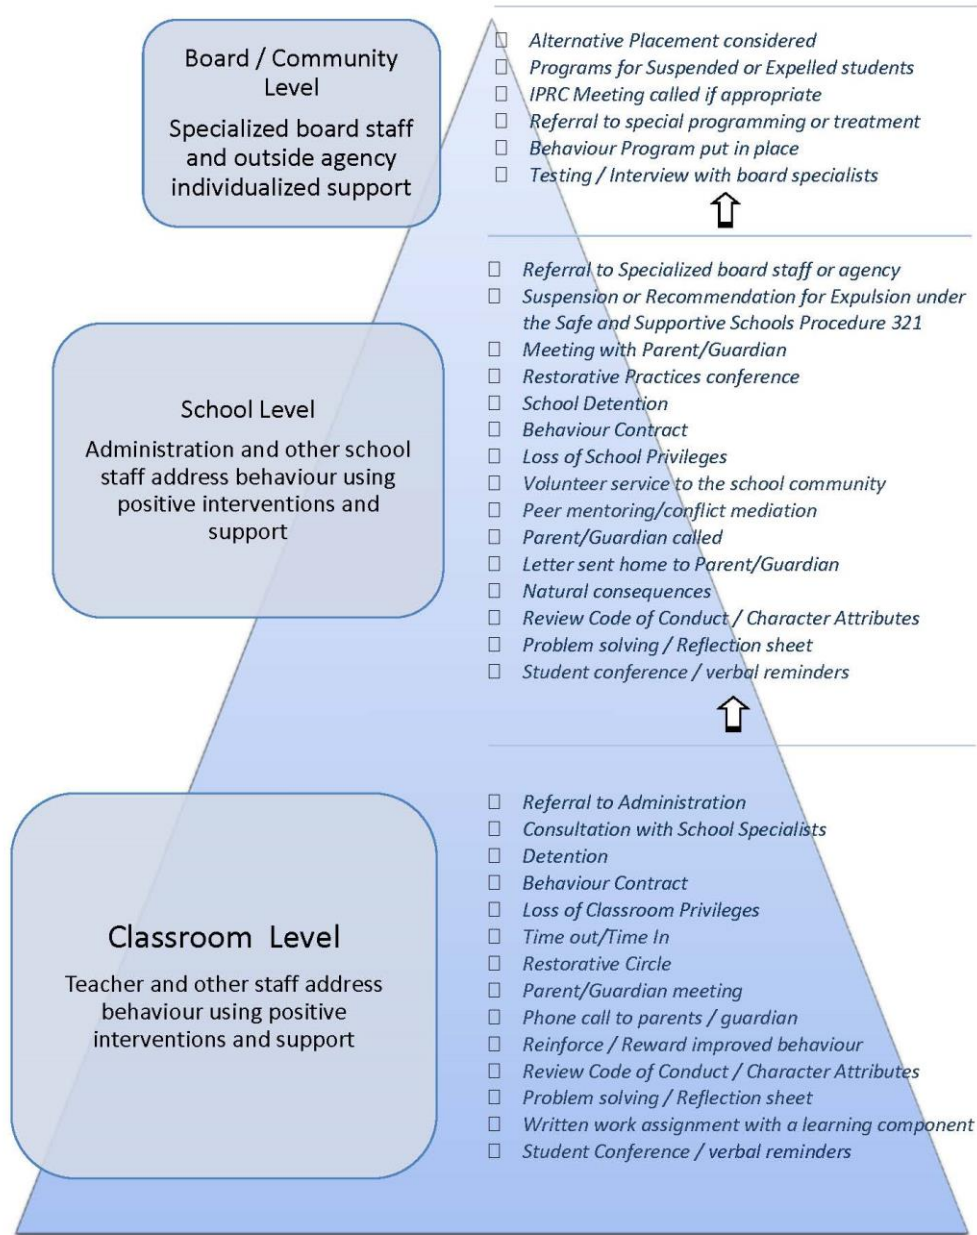 Board / Community
Level
Specialized board staff
and outside agency
individualized support
☐ Alternative Placement considered
☐ Programs for Suspended or Expelled students
☐ IPRC Meeting called if appropriate
☐ Referral to special programming or treatment
☐ Behaviour Program put in place
☐ Testing / Interview with board specialists
School Level
Administration and other school
staff address behaviour using
positive interventions and
support
☐ Referral to Specialized board staff or agency
☐ Suspension or Recommendation for Expulsion under
the Safe and Supportive Schools Procedure 321
☐ Meeting with Parent/Guardian
☐ Restorative Practices conference
☐ School Detention
☐ Behaviour Contract
☐ Loss of School Privileges
☐ Volunteer service to the school community
☐ Peer mentoring/conflict mediation
☐ Parent/Guardian called
☐ Letter sent home to Parent/Guardian
☐ Natural consequences
☐ Review Code of Conduct / Character Attributes
☐ Problem solving / Reflection sheet
☐ Student conference / verbal reminders
Classroom Level
Teacher and other staff address
behaviour using positive
interventions and support
☐ Referral to Administration
☐ Consultation with School Specialists
☐ Detention
☐ Behaviour Contract
☐ Loss of Classroom Privileges
☐ Time out/Time In
☐ Restorative Circle
☐ Parent/Guardian meeting
☐ Phone call to parents / guardian
☐ Reinforce / Reward improved behaviour
☐ Review Code of Conduct / Character Attributes
☐ Problem solving / Reflection sheet
☐ Written work assignment with a learning component
☐ Student Conference / verbal reminders